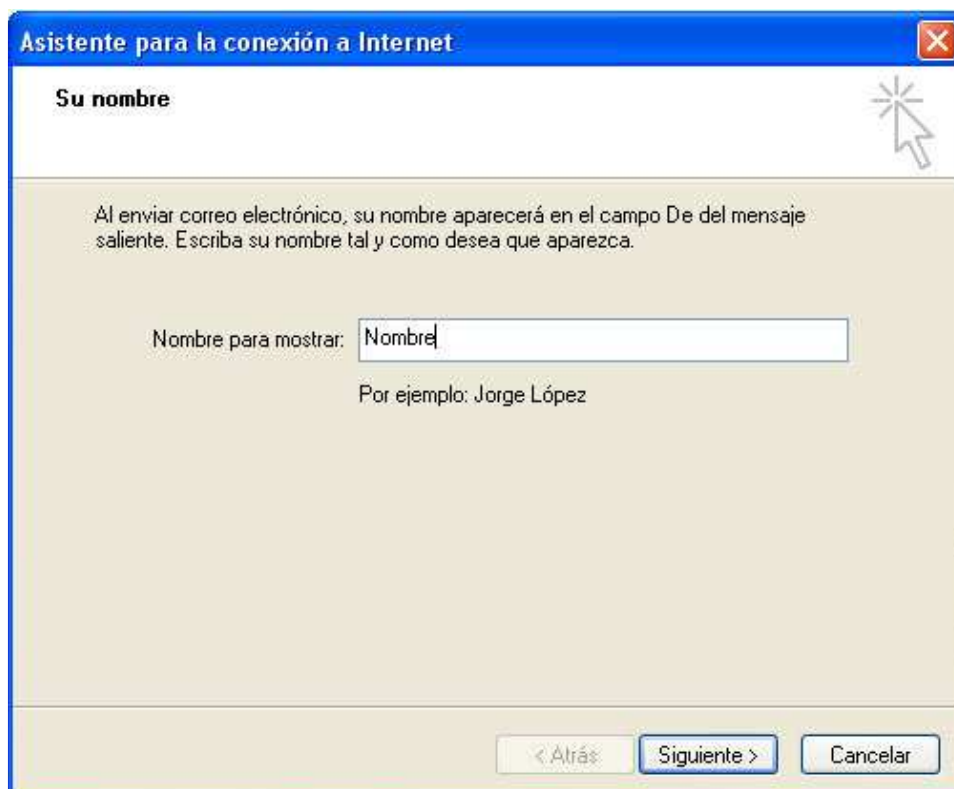 Asistente para la conexión a Internet
Su nombre
Al enviar correo electrónico, su nombre aparecerá en el campo De del mensaje
saliente. Escriba su nombre tal y como desea que aparezca.
Nombre para mostrar: Nombre
Por ejemplo: Jorge López
< Atrás Siguiente > Cancelar